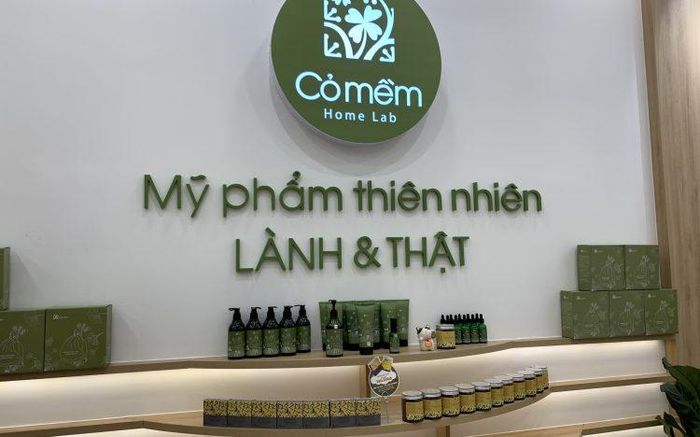 Cỏ mềm
Home Lab
Mỹ phẩm thiên nhiên
LÀNH & THẬT